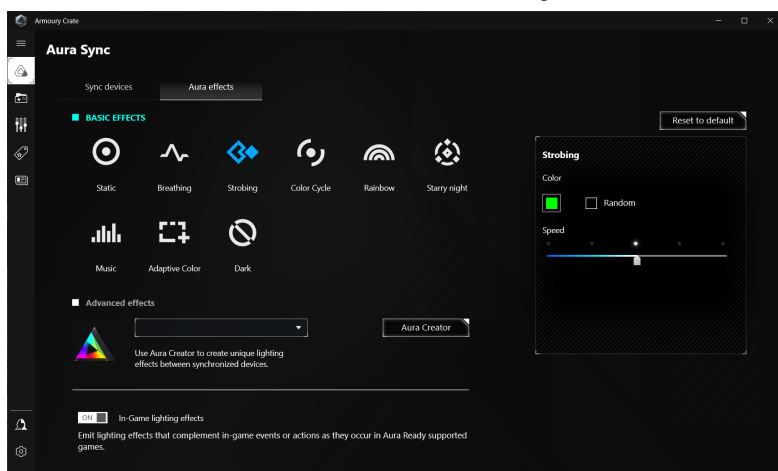 Armoury Crate
Aura Sync
Sync devices
Aura effects
BASIC EFFECTS
Static
Breathing
Strobing
Color Cycle
Rainbow
Starry night
Music
Adaptive Color
Dark
Advanced effects
Aura Creator
Use Aura Creator to create unique lighting
effects between synchronized devices.
ON
In-Game lighting effects
Emit lighting effects that complement in-game events or actions as they occur in Aura Ready supported
games.
Reset to default
Strobing
Color
Random
Speed